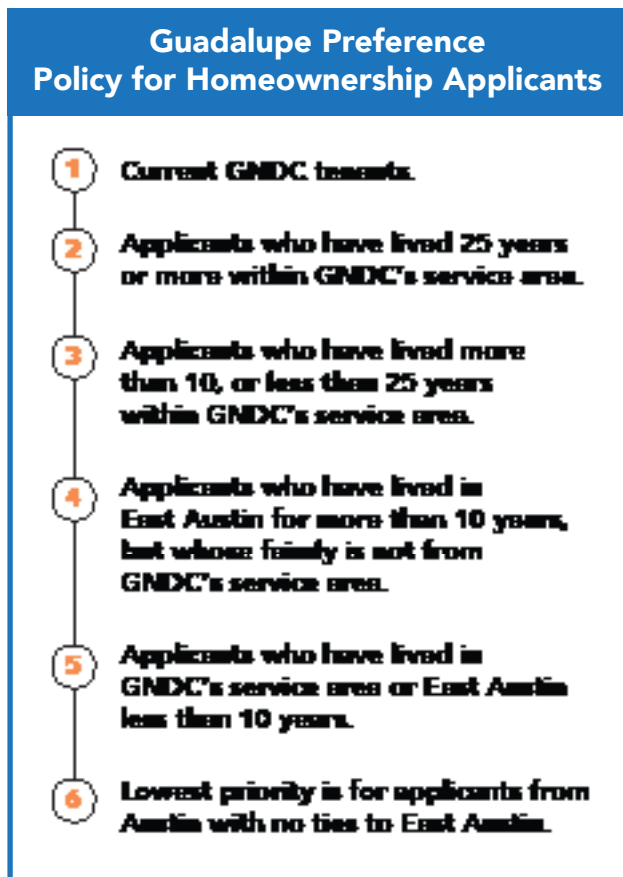 Guadalupe Preference
Policy for Homeownership Applicants
1 Current GNDC tenants.
2 Applicants who have lived 25 years
or more within GNDC's service area.
3 Applicants who have lived more
than 10, or less than 25 years
within GNDC's service area.
4 Applicants who have lived in
East Austin for more than 10 years,
but whose family is not from
GNDC's service area.
5 Applicants who have lived in
GNDC's service area or East Austin
less than 10 years.
6 Lowest priority is for applicants from
Austin with no ties to East Austin.